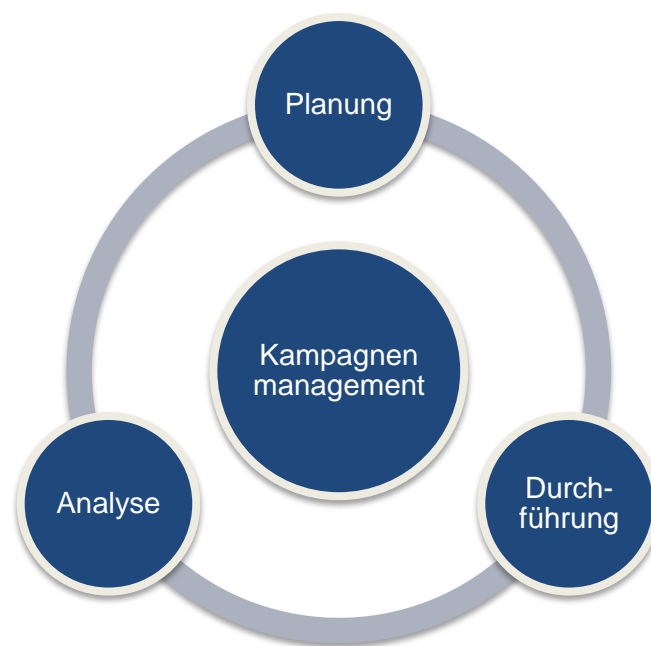 Planung
Kampagnen
management
Analyse
Durch-
führung